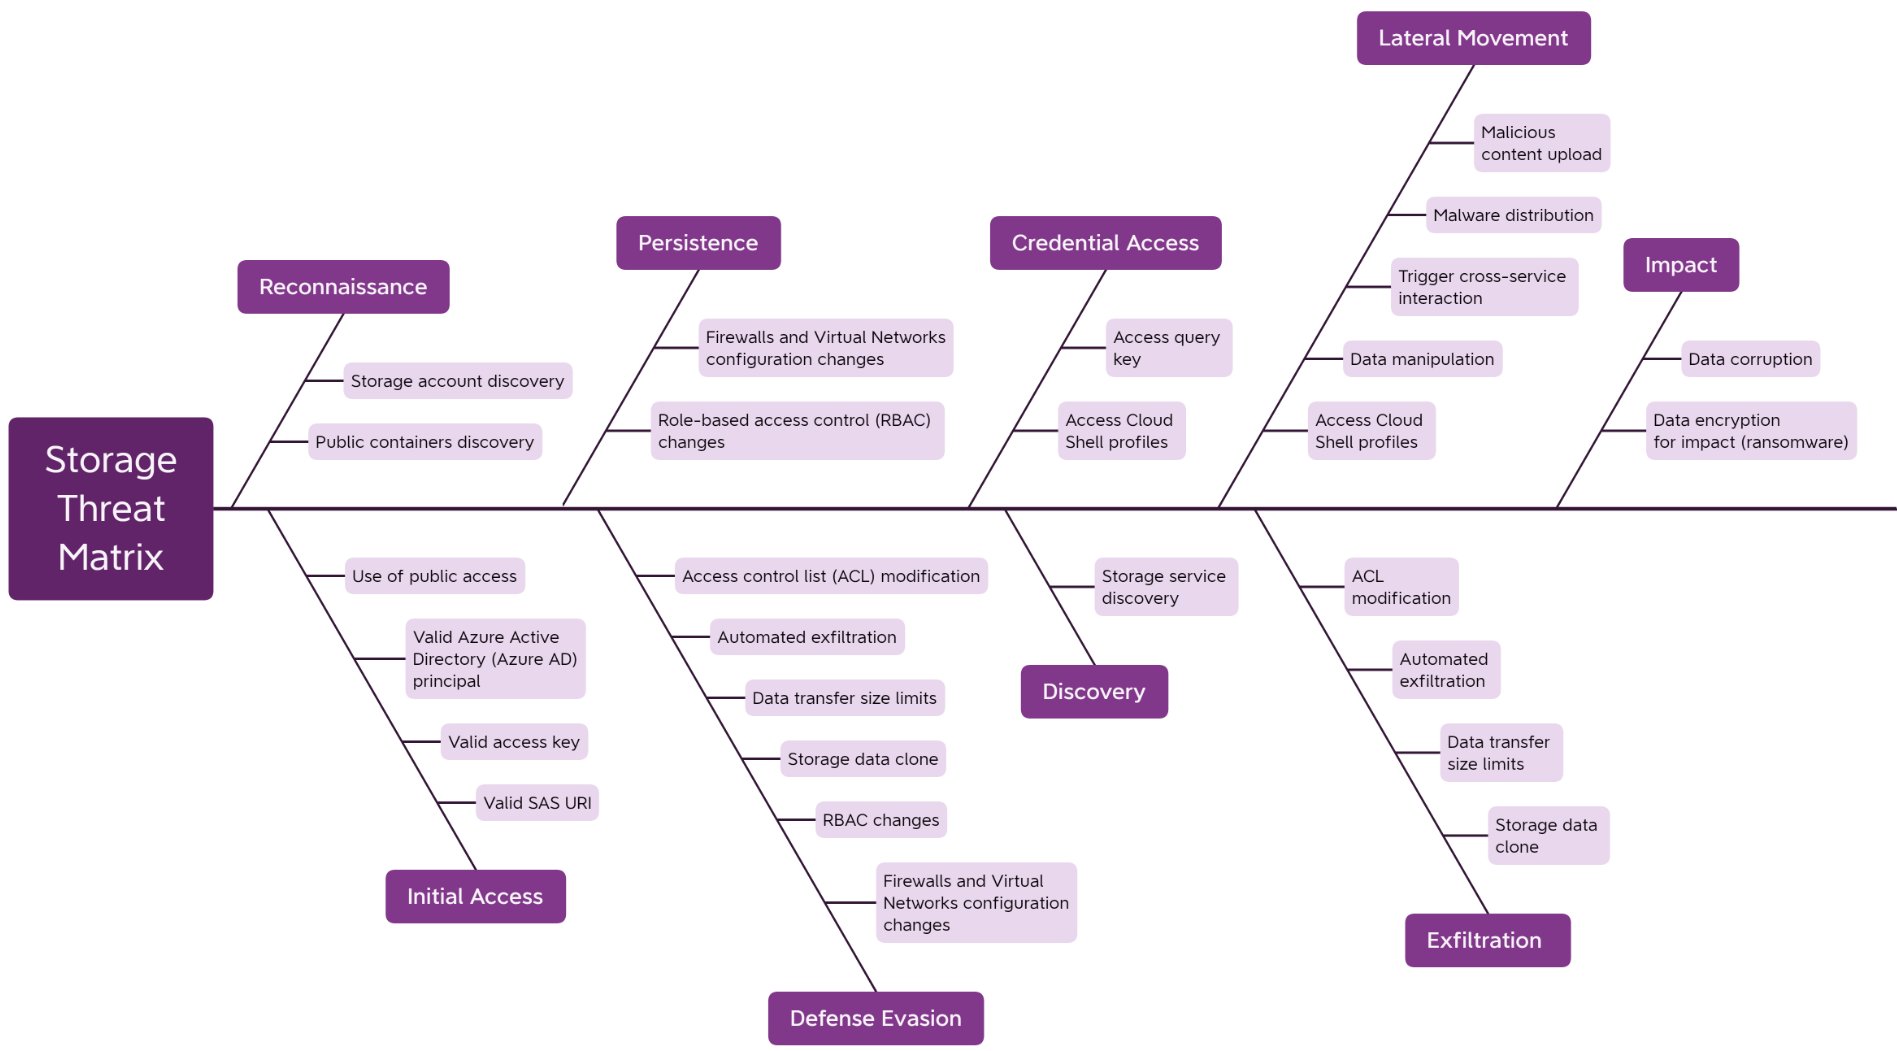 Storage
Threat
Matrix
Reconnaissance
Storage account discovery
Public containers discovery
Persistence
Firewalls and Virtual Networks
configuration changes
Role-based access control (RBAC)
changes
Credential Access
Access query
key
Access Cloud
Shell profiles
Lateral Movement
Malicious
content upload
Malware distribution
Trigger cross-service
interaction
Data manipulation
Access Cloud
Shell profiles
Impact
Data corruption
Data encryption
for impact (ransomware)
Use of public access
Valid Azure Active
Directory (Azure AD)
principal
Valid access key
Valid SAS URI
Initial Access
Access control list (ACL) modification
Automated exfiltration
Data transfer size limits
Storage data clone
RBAC changes
Firewalls and Virtual
Networks configuration
changes
Defense Evasion
Storage service
discovery
Discovery
ACL
modification
Automated
exfiltration
Data transfer
size limits
Storage data
clone
Exfiltration